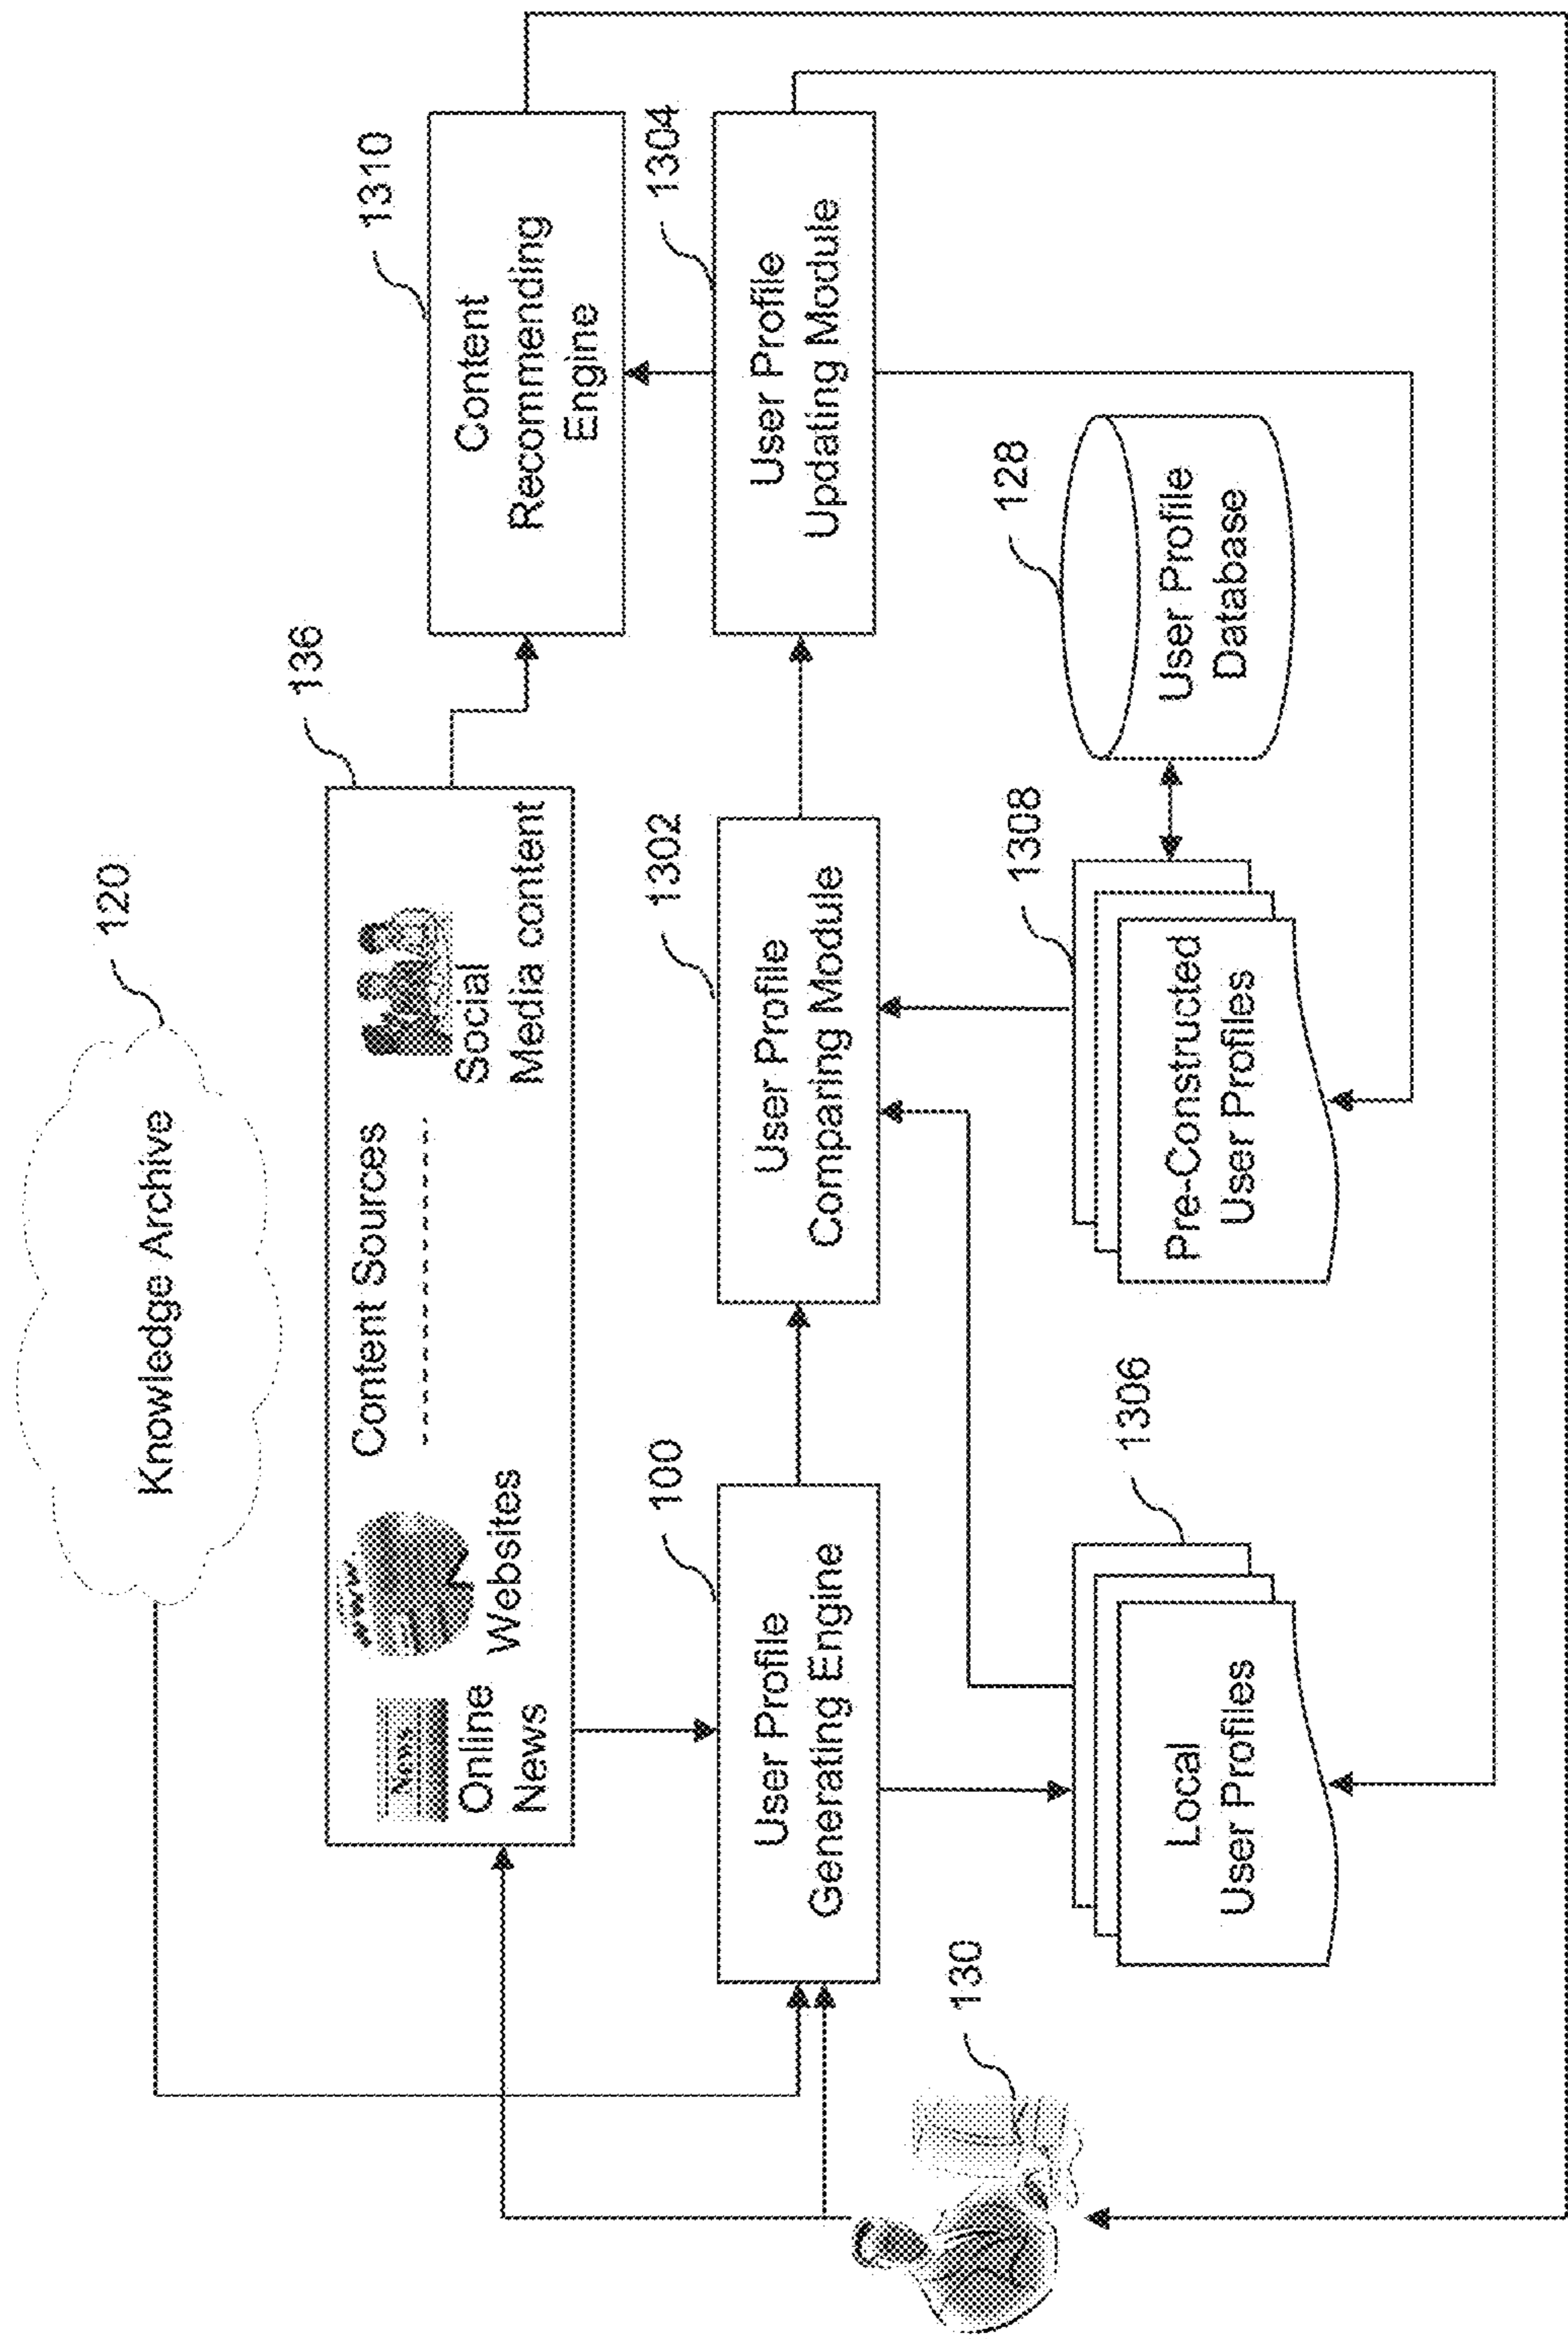 120
Knowledge Archive
136
Content Sources
www
News
Online
News
Websites
Social
Media content
1310
Content
Recommending
Engine
100
User Profile
Generating Engine
1302
User Profile
Comparing Module
1304
User Profile
Updating Module
130
1306
Local
User Profiles
1308
Pre-Constructed
User Profiles
128
User Profile
Database